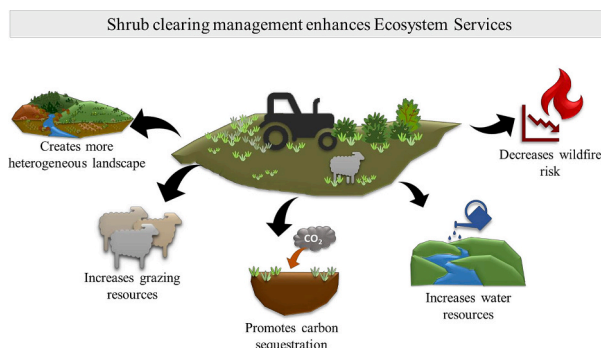 Shrub clearing management enhances Ecosystem Services
Creates more
heterogeneous landscape
Decreases wildfire
risk
Increases grazing
resources
CO2
Promotes carbon
sequestration
Increases water
resources